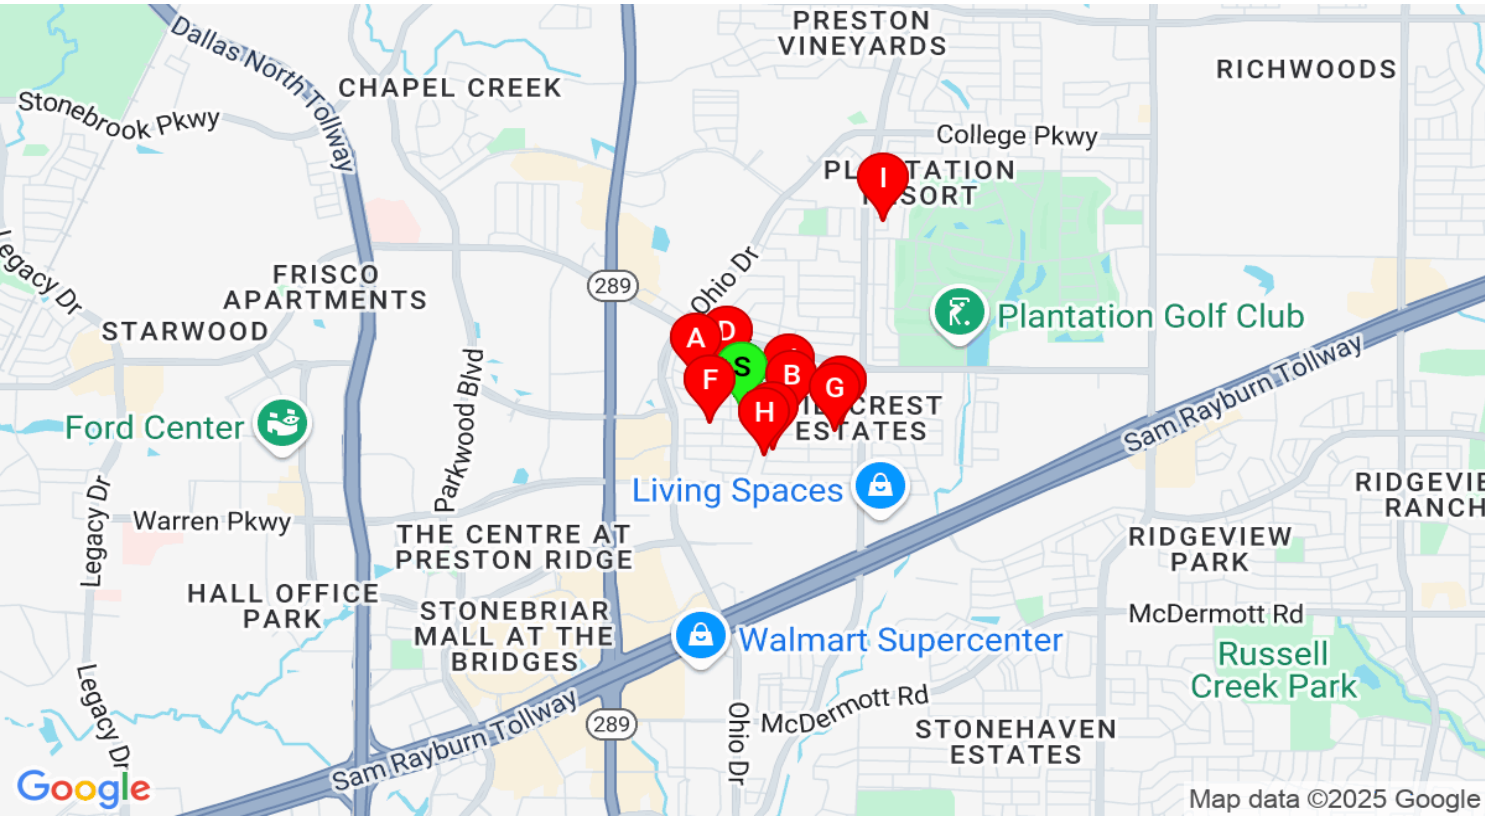 PRESTON
VINEYARDS
Dallas North Tollway
RICHWOODS
CHAPEL CREEK
Stonebrook Pkwy
College Pkwy
I
Legacy Dr
Ohio Dr
FRISCO
APARTMENTS
289
STARWOOD
Plantation Golf Club
A
D
S
F
B
G
H
Parkwood Blvd
Sam Rayburn Tollway
ESTATES
Ford Center
Living Spaces
Legacy Dr
Warren Pkwy
THE CENTRE AT
PRESTON RIDGE
RIDGEVIEW
PARK
HALL OFFICE
PARK
STONEBRIAR
MALL AT THE
BRIDGES
Walmart Supercenter
McDermott Rd
Russell
Creek Park
Legacy Dr
Sam Rayburn Tollway
289
Ohio Dr
McDermott Rd
STONEHAVEN
ESTATES
Google
Map data ©2025 Google